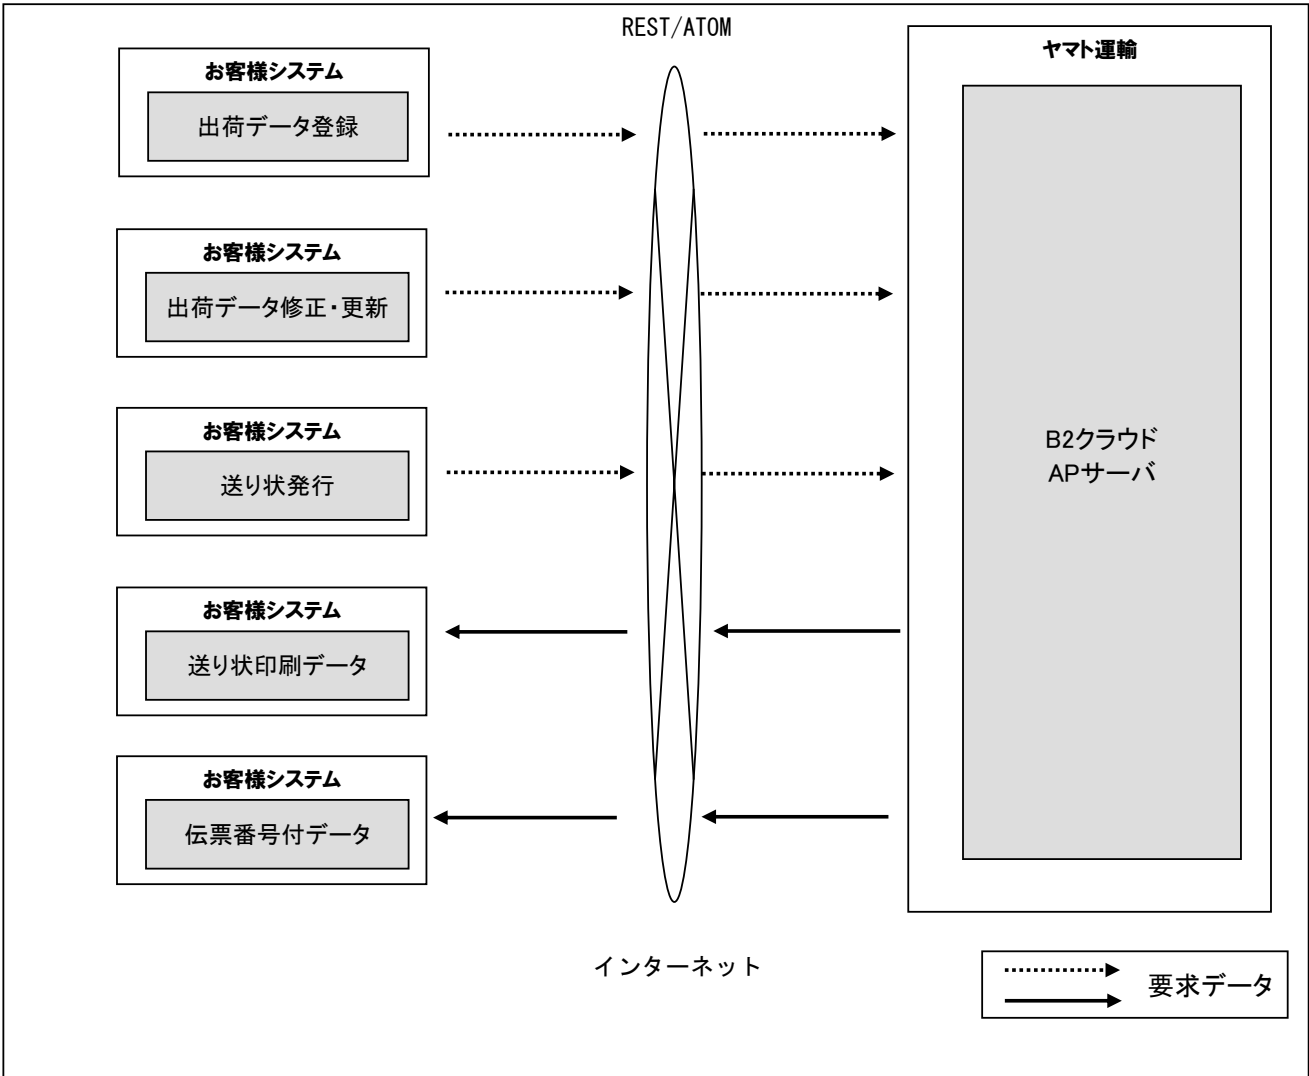 REST/ATOM
ヤマト運輸
お客様システム
出荷データ登録
お客様システム
出荷データ修正・更新
お客様システム
送り状発行
B2クラウド
APサーバ
お客様システム
送り状印刷データ
お客様システム
伝票番号付データ
インターネット
要求データ